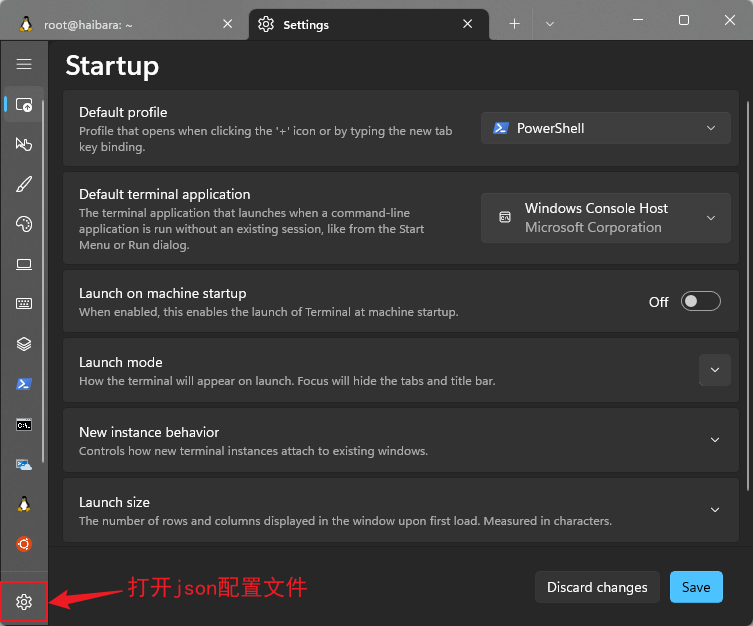 root@haibara: ~
Settings
Startup
Default profile
Profile that opens when clicking the '+' icon or by typing the new tab
key binding.
PowerShell
Default terminal application
The terminal application that launches when a command-line
application is run without an existing session, like from the Start
Menu or Run dialog.
Windows Console Host
Microsoft Corporation
Launch on machine startup
When enabled, this enables the launch of Terminal at machine startup.
Off
Launch mode
How the terminal will appear on launch. Focus will hide the tabs and title bar.
New instance behavior
Controls how new terminal instances attach to existing windows.
Launch size
The number of rows and columns displayed in the window upon first load. Measured in characters.
打开json配置文件
Discard changes
Save